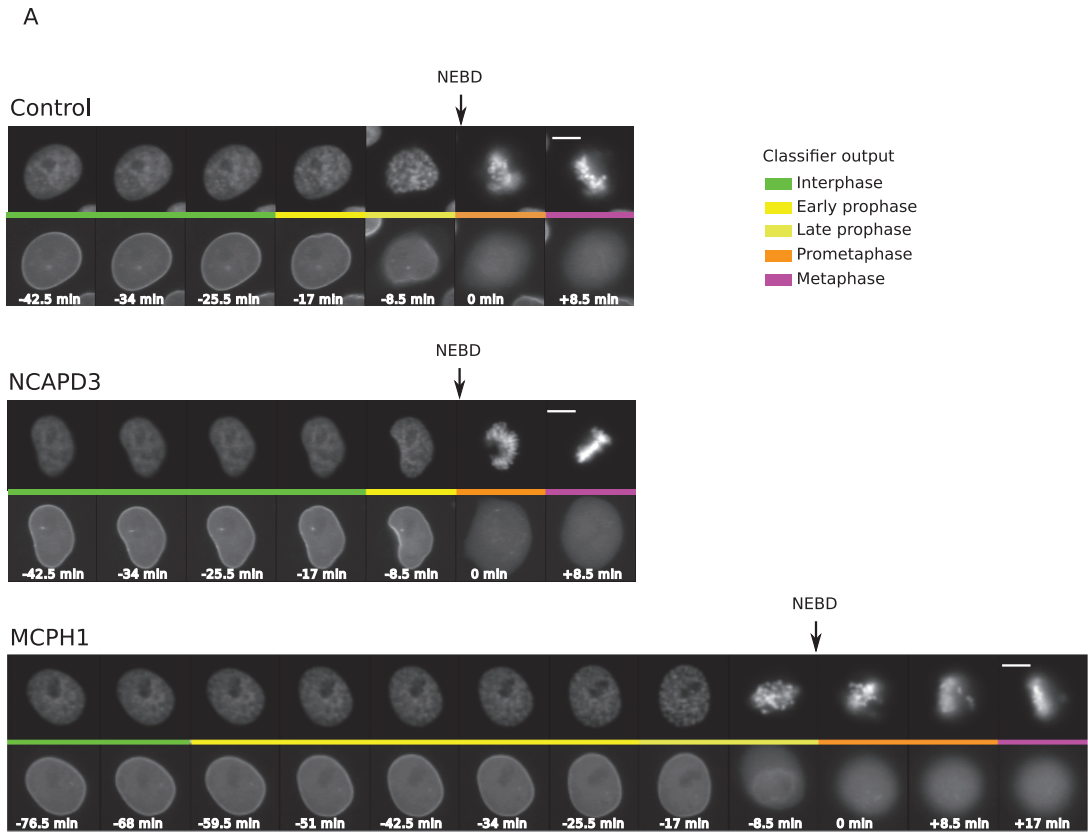 A
NEBD
Control
-42.5 min -34 min -25.5 min -17 min -8.5 min 0 min +8.5 min
Classifier output
Interphase
Early prophase
Late prophase
Prometaphase
Metaphase
NEBD
NCAPD3
-42.5 min -34 min -25.5 min -17 min -8.5 min 0 min +8.5 min
NEBD
MCPH1
-76.5 min -68 min -59.5 min -51 min -42.5 min -34 min -25.5 min -17 min -8.5 min 0 min +8.5 min +17 min